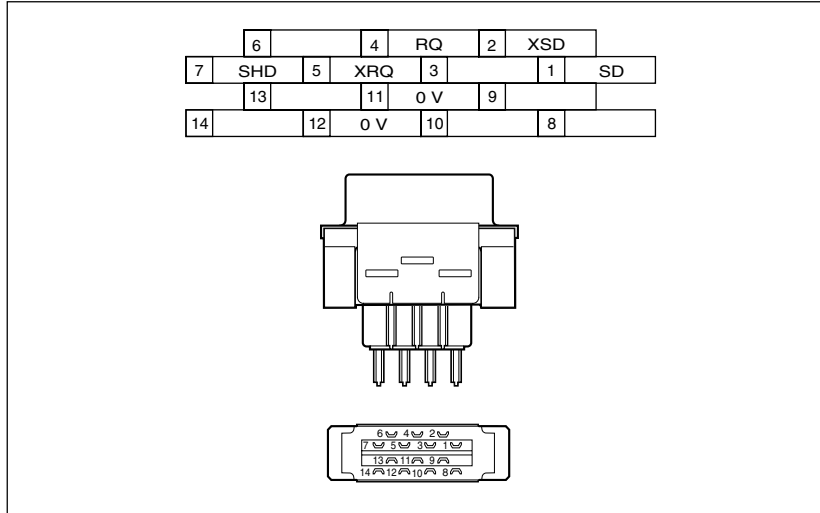 6 4 RQ 2 XSD
7 SHD 5 XRQ 3 1 SD
13 11 0 V 9
14 12 0 V 10 8
6 4 2
7 5 3 1
13 11 9
14 12 10 8